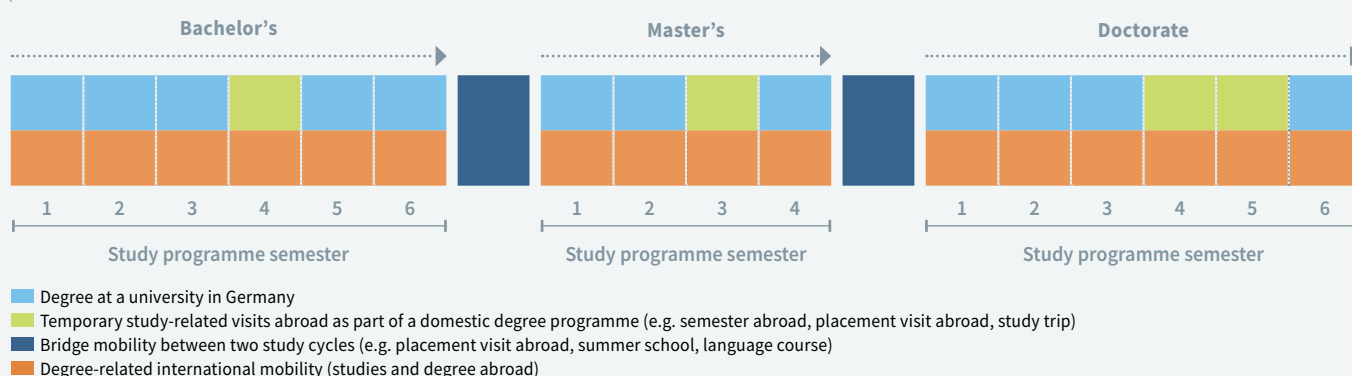 Bachelor’s
Master’s
Doctorate
1 2 3 4 5 6
1 2 3 4
1 2 3 4 5 6
Study programme semester
Study programme semester
Study programme semester
Degree at a university in Germany
Temporary study-related visits abroad as part of a domestic degree programme (e.g. semester abroad, placement visit abroad, study trip)
Bridge mobility between two study cycles (e.g. placement visit abroad, summer school, language course)
Degree-related international mobility (studies and degree abroad)